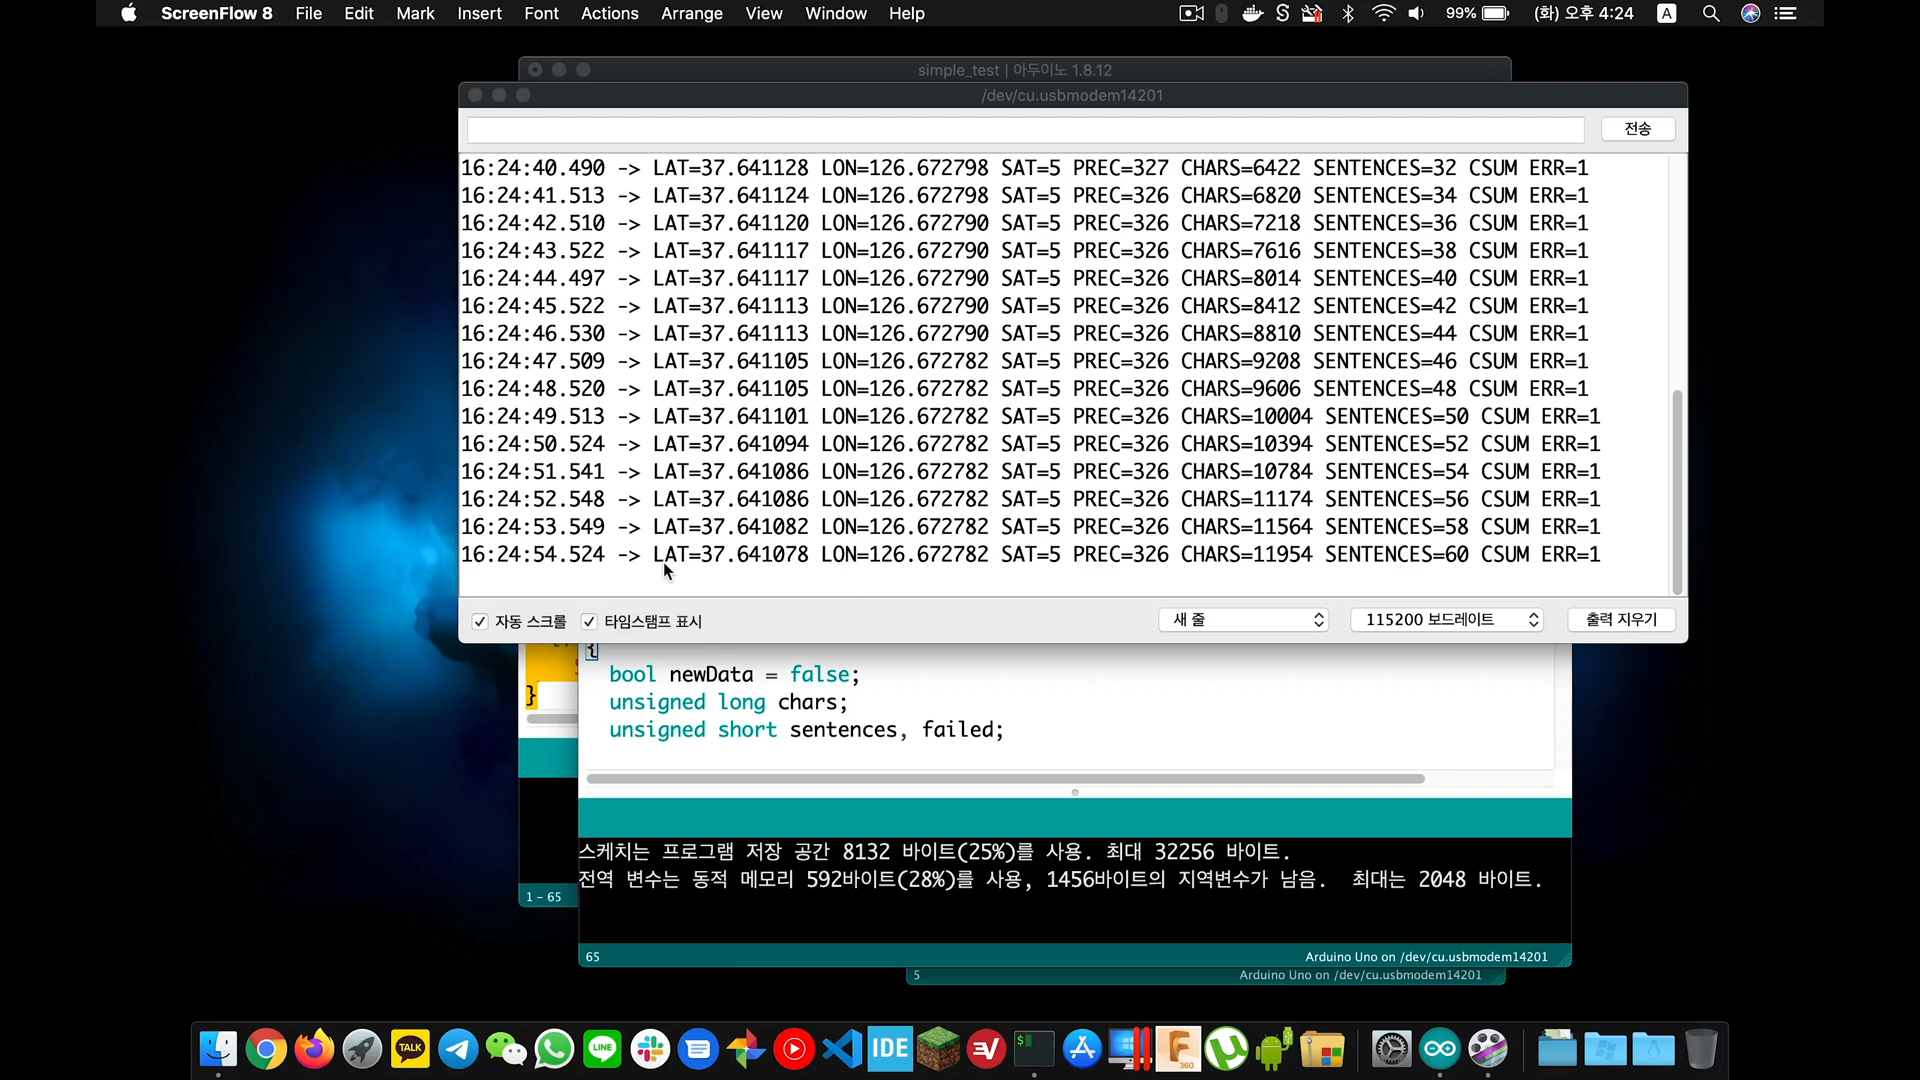 ScreenFlow 8 File Edit Mark Insert Font Actions Arrange View Window Help 99% (화) 오후 4:24 A
simple_test | 아두이노 1.8.12
/dev/cu.usbmodem14201
전송
16:24:40.490 -> LAT=37.641128 LON=126.672798 SAT=5 PREC=327 CHARS=6422 SENTENCES=32 CSUM ERR=1
16:24:41.513 -> LAT=37.641124 LON=126.672798 SAT=5 PREC=326 CHARS=6820 SENTENCES=34 CSUM ERR=1
16:24:42.510 -> LAT=37.641120 LON=126.672790 SAT=5 PREC=326 CHARS=7218 SENTENCES=36 CSUM ERR=1
16:24:43.522 -> LAT=37.641117 LON=126.672790 SAT=5 PREC=326 CHARS=7616 SENTENCES=38 CSUM ERR=1
16:24:44.497 -> LAT=37.641117 LON=126.672790 SAT=5 PREC=326 CHARS=8014 SENTENCES=40 CSUM ERR=1
16:24:45.522 -> LAT=37.641113 LON=126.672790 SAT=5 PREC=326 CHARS=8412 SENTENCES=42 CSUM ERR=1
16:24:46.530 -> LAT=37.641113 LON=126.672790 SAT=5 PREC=326 CHARS=8810 SENTENCES=44 CSUM ERR=1
16:24:47.509 -> LAT=37.641105 LON=126.672782 SAT=5 PREC=326 CHARS=9208 SENTENCES=46 CSUM ERR=1
16:24:48.520 -> LAT=37.641105 LON=126.672782 SAT=5 PREC=326 CHARS=9606 SENTENCES=48 CSUM ERR=1
16:24:49.513 -> LAT=37.641101 LON=126.672782 SAT=5 PREC=326 CHARS=10004 SENTENCES=50 CSUM ERR=1
16:24:50.524 -> LAT=37.641094 LON=126.672782 SAT=5 PREC=326 CHARS=10394 SENTENCES=52 CSUM ERR=1
16:24:51.541 -> LAT=37.641086 LON=126.672782 SAT=5 PREC=326 CHARS=10784 SENTENCES=54 CSUM ERR=1
16:24:52.548 -> LAT=37.641086 LON=126.672782 SAT=5 PREC=326 CHARS=11174 SENTENCES=56 CSUM ERR=1
16:24:53.549 -> LAT=37.641082 LON=126.672782 SAT=5 PREC=326 CHARS=11564 SENTENCES=58 CSUM ERR=1
16:24:54.524 -> LAT=37.641078 LON=126.672782 SAT=5 PREC=326 CHARS=11954 SENTENCES=60 CSUM ERR=1
자동 스크롤 타임스탬프 표시 새 줄 115200 보드레이트 출력 지우기
{
bool newData = false;
}
unsigned long chars;
unsigned short sentences, failed;
스케치는 프로그램 저장 공간 8132 바이트(25%)를 사용. 최대 32256 바이트.
전역 변수는 동적 메모리 592바이트(28%)를 사용, 1456바이트의 지역변수가 남음. 최대는 2048 바이트.
1 - 65
65 Arduino Uno on /dev/cu.usbmodem14201
5 Arduino Uno on /dev/cu.usbmodem14201
TALK LINE IDE 360